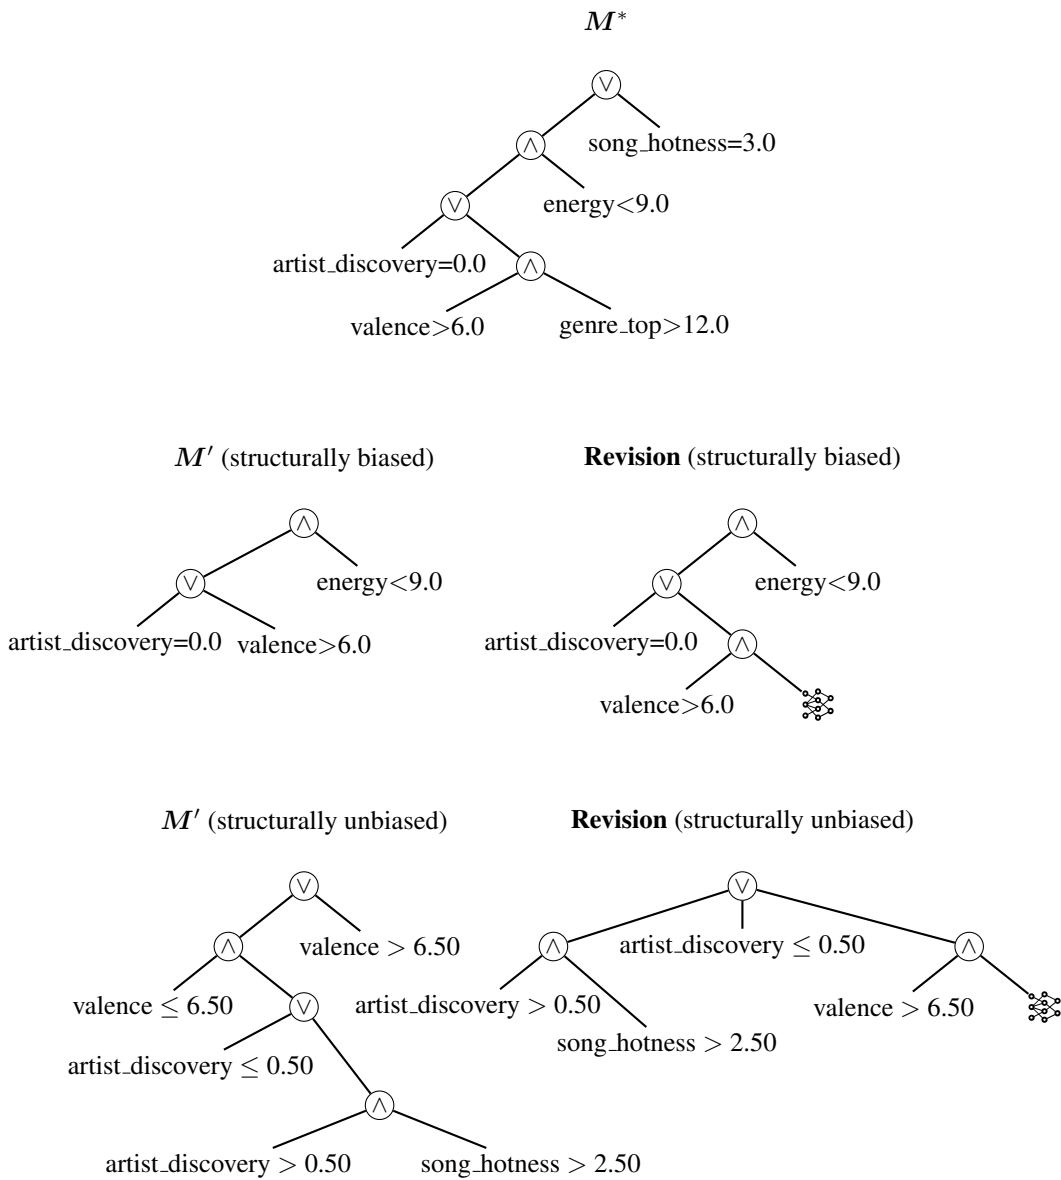 M*
∨
∧ song_hotness=3.0
∨ energy<9.0
artist_discovery=0.0 ∧
valence>6.0 genre_top>12.0
M′ (structurally biased)
∧
∨ energy<9.0
artist_discovery=0.0 valence>6.0
Revision (structurally biased)
∧
∨ energy<9.0
artist_discovery=0.0 ∧
valence>6.0
M′ (structurally unbiased)
∨
∧ valence > 6.50
valence ≤ 6.50 ∨
artist_discovery ≤ 0.50
∧
artist_discovery > 0.50 song_hotness > 2.50
Revision (structurally unbiased)
∨
∧ artist_discovery ≤ 0.50 ∧
artist_discovery > 0.50 valence > 6.50
song_hotness > 2.50